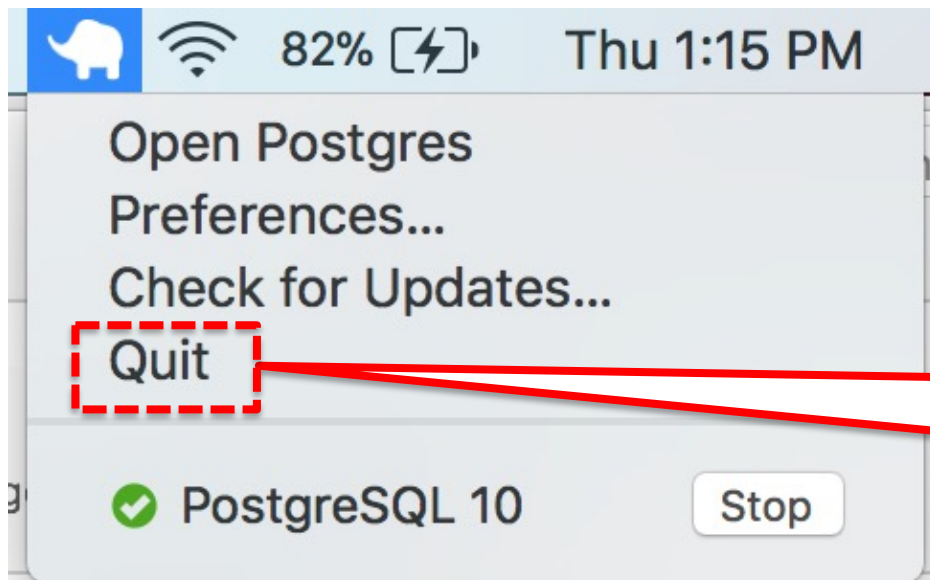 82% Thu 1:15 PM
Open Postgres
Preferences...
Check for Updates...
Quit
PostgreSQL 10 Stop